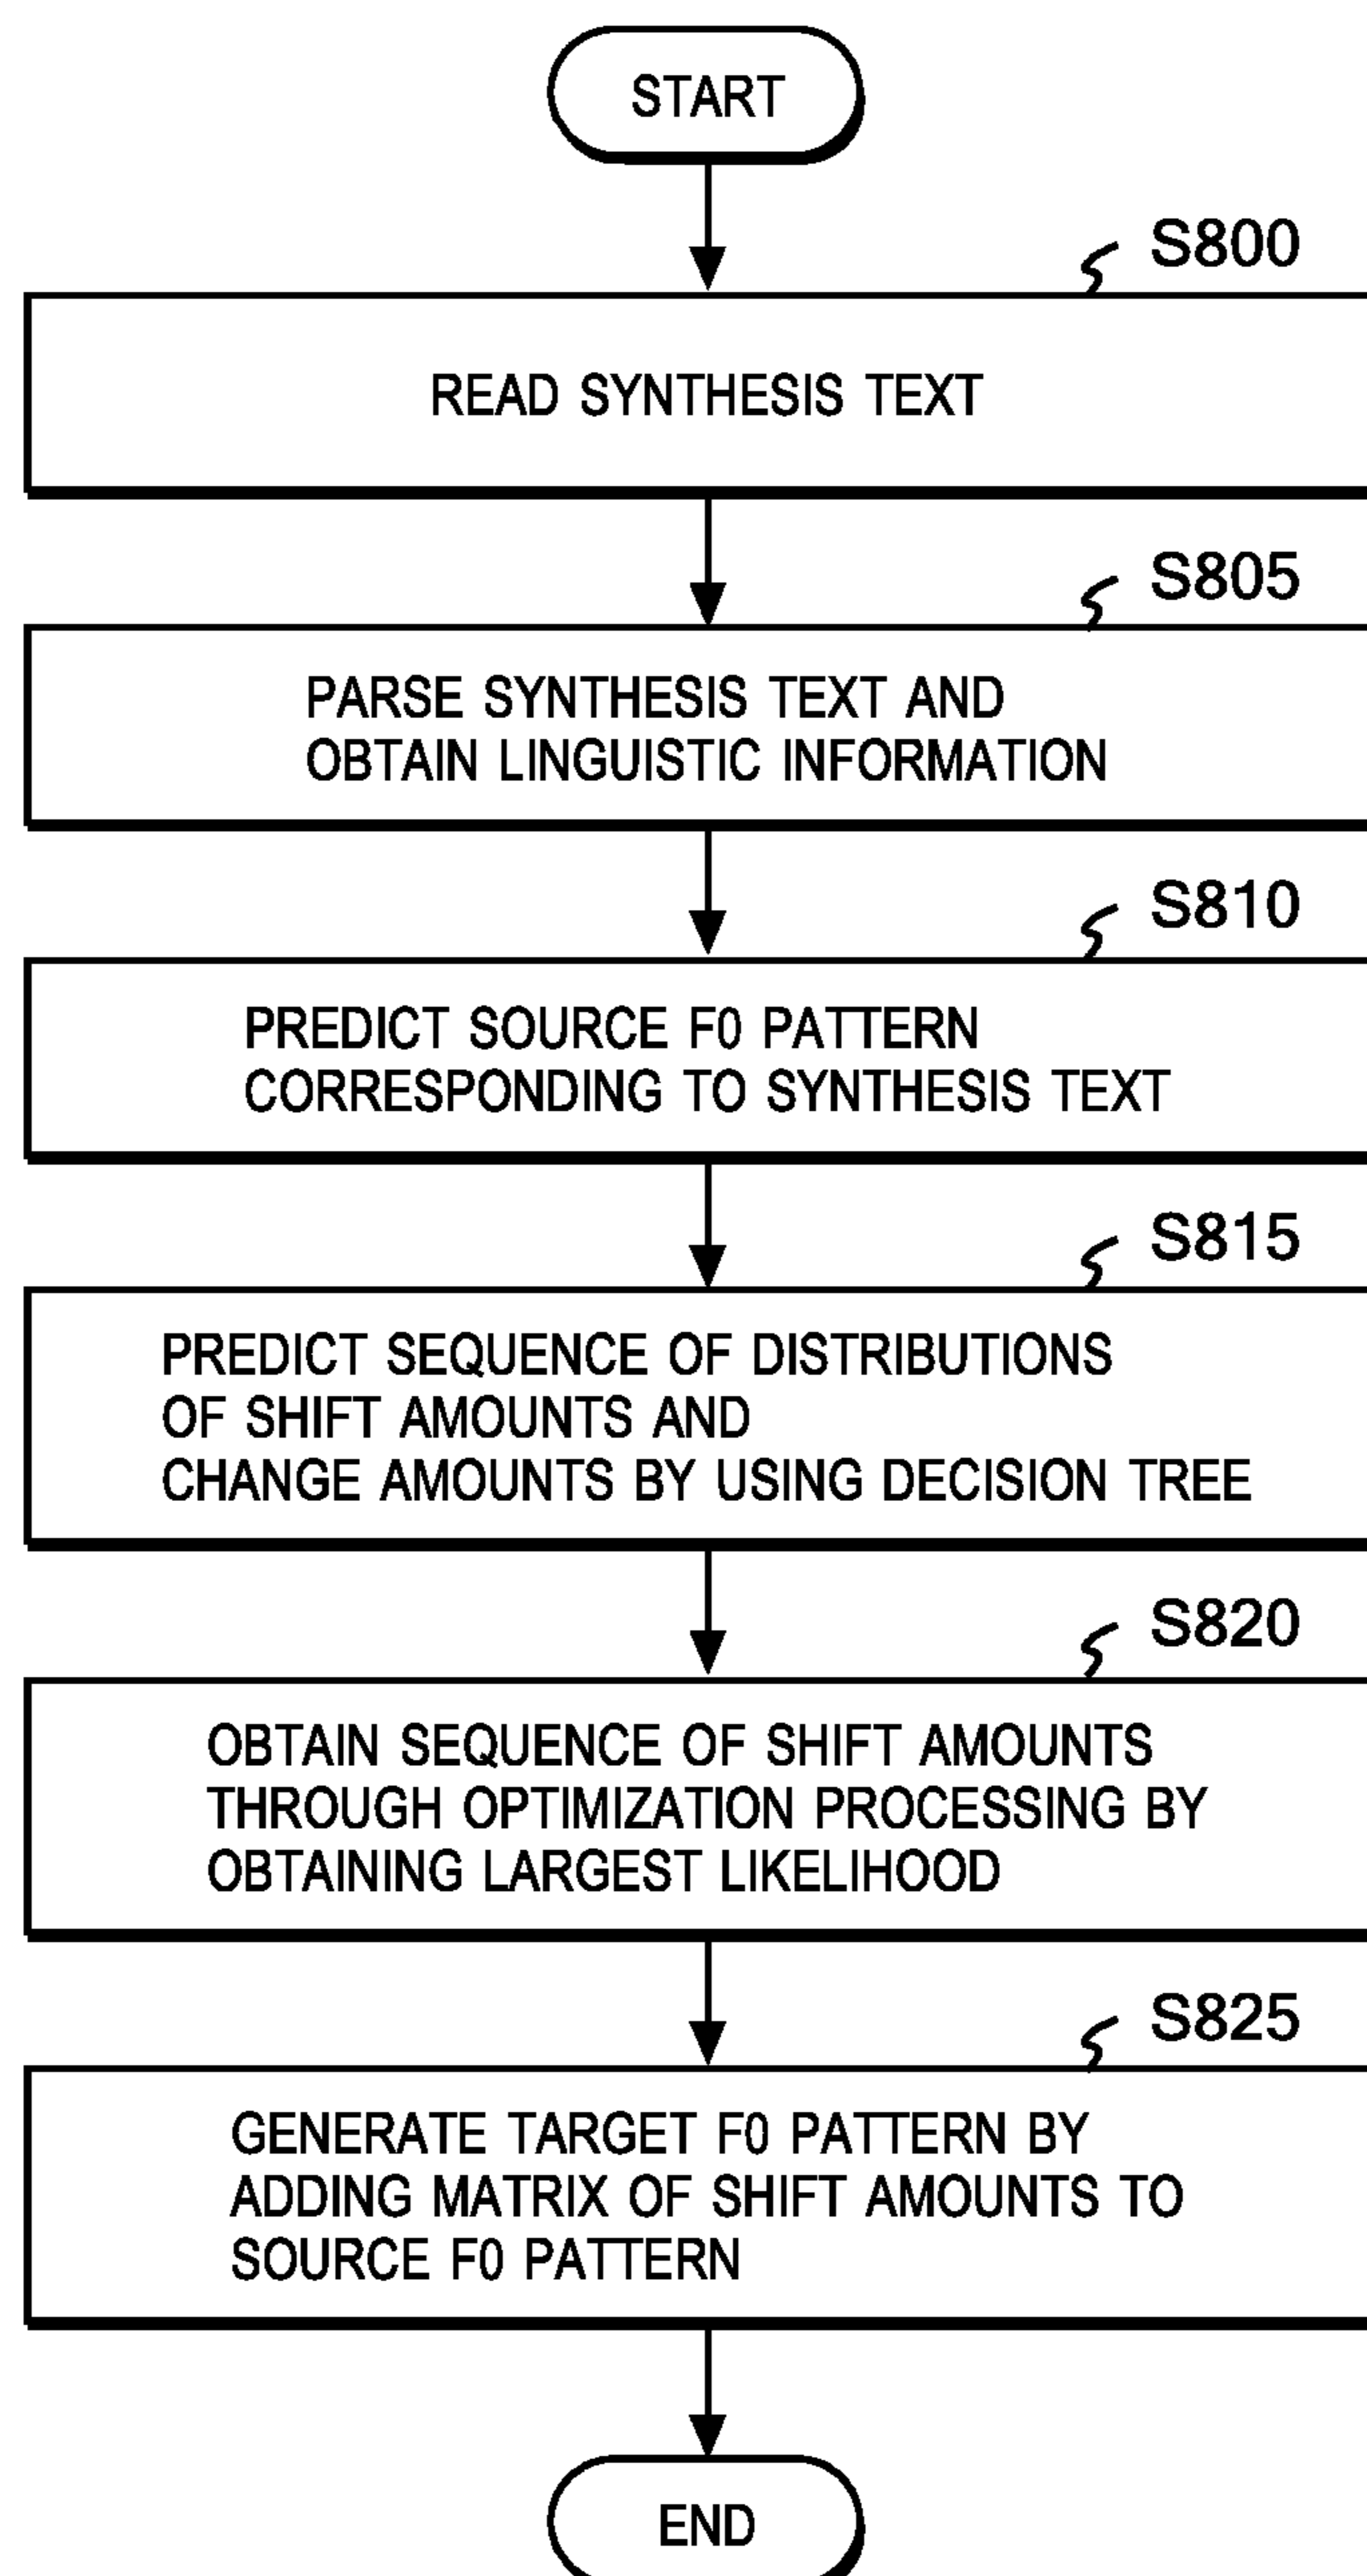 START
S800
READ SYNTHESIS TEXT
S805
PARSE SYNTHESIS TEXT AND
OBTAIN LINGUISTIC INFORMATION
S810
PREDICT SOURCE F0 PATTERN
CORRESPONDING TO SYNTHESIS TEXT
S815
PREDICT SEQUENCE OF DISTRIBUTIONS
OF SHIFT AMOUNTS AND
CHANGE AMOUNTS BY USING DECISION TREE
S820
OBTAIN SEQUENCE OF SHIFT AMOUNTS
THROUGH OPTIMIZATION PROCESSING BY
OBTAINING LARGEST LIKELIHOOD
S825
GENERATE TARGET F0 PATTERN BY
ADDING MATRIX OF SHIFT AMOUNTS TO
SOURCE F0 PATTERN
END